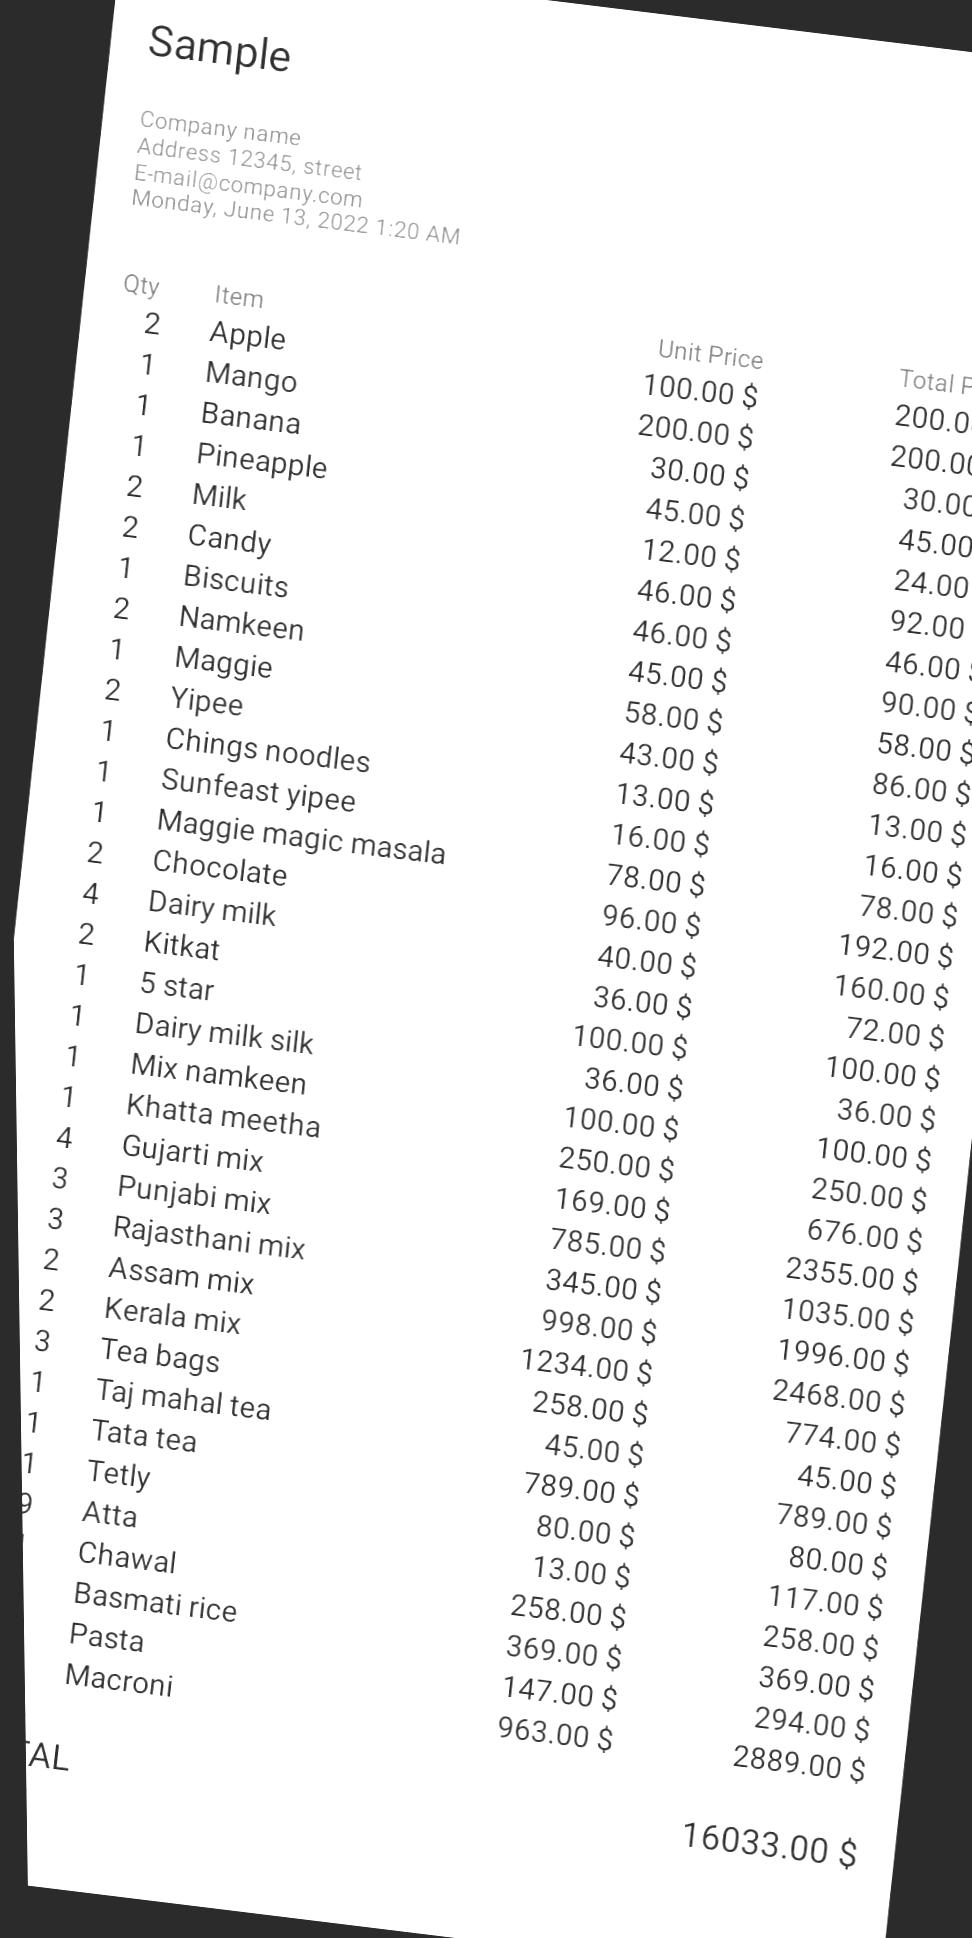 Sample
Company name
Address 12345, street
E-mail@company.com
Monday, June 13, 2022 1:20 AM
Qty Item Unit Price Total
2 Apple 100.00 $ 200.0
1 Mango 200.00 $ 200.00
1 Banana 30.00 $ 30.00
1 Pineapple 45.00 $ 45.00
2 Milk 12.00 $ 24.00
2 Candy 46.00 $ 92.00
1 Biscuits 46.00 $ 46.00 $
2 Namkeen 45.00 $ 90.00 $
1 Maggie 58.00 $ 58.00 $
2 Yipee 43.00 $ 86.00 $
1 Chings noodles 13.00 $ 13.00 $
1 Sunfeast yipee 16.00 $ 16.00 $
1 Maggie magic masala 78.00 $ 78.00 $
2 Chocolate 96.00 $ 192.00 $
4 Dairy milk 40.00 $ 160.00 $
2 Kitkat 36.00 $ 72.00 $
1 5 star 100.00 $ 100.00 $
1 Dairy milk silk 36.00 $ 36.00 $
1 Mix namkeen 100.00 $ 100.00 $
1 Khatta meetha 250.00 $ 250.00 $
4 Gujarti mix 169.00 $ 676.00 $
3 Punjabi mix 785.00 $ 2355.00 $
3 Rajasthani mix 345.00 $ 1035.00 $
2 Assam mix 998.00 $ 1996.00 $
2 Kerala mix 1234.00 $ 2468.00 $
3 Tea bags 258.00 $ 774.00 $
1 Taj mahal tea 45.00 $ 45.00 $
1 Tata tea 789.00 $ 789.00 $
1 Tetly 80.00 $ 80.00 $
9 Atta 13.00 $ 117.00 $
Chawal 258.00 $ 258.00 $
Basmati rice 369.00 $ 369.00 $
Pasta 147.00 $ 294.00 $
Macroni 963.00 $ 2889.00 $
TAL 16033.00 $